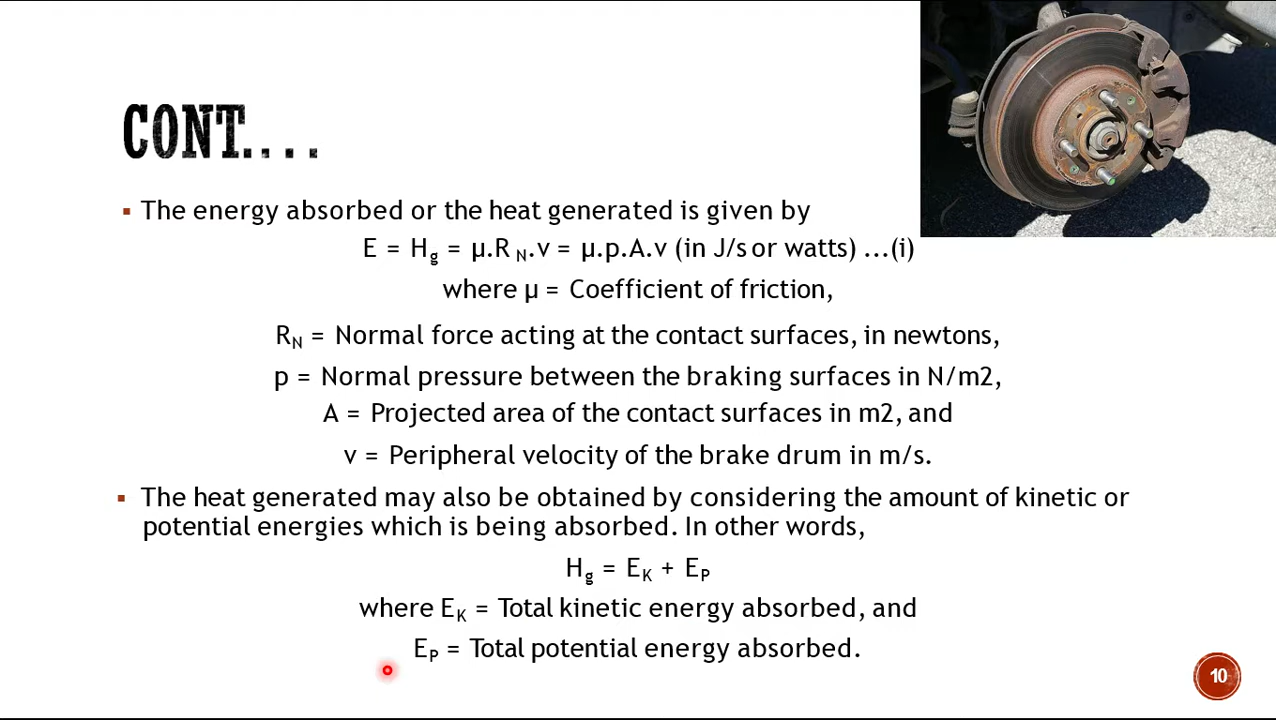 CONT....
▪ The energy absorbed or the heat generated is given by
E = Hg = µ.R N.v = µ.p.A.v (in J/s or watts) ...(i)
where µ = Coefficient of friction,
RN = Normal force acting at the contact surfaces, in newtons,
p = Normal pressure between the braking surfaces in N/m2,
A = Projected area of the contact surfaces in m2, and
v = Peripheral velocity of the brake drum in m/s.
▪ The heat generated may also be obtained by considering the amount of kinetic or
potential energies which is being absorbed. In other words,
Hg = EK + EP
where EK = Total kinetic energy absorbed, and
EP = Total potential energy absorbed.
10